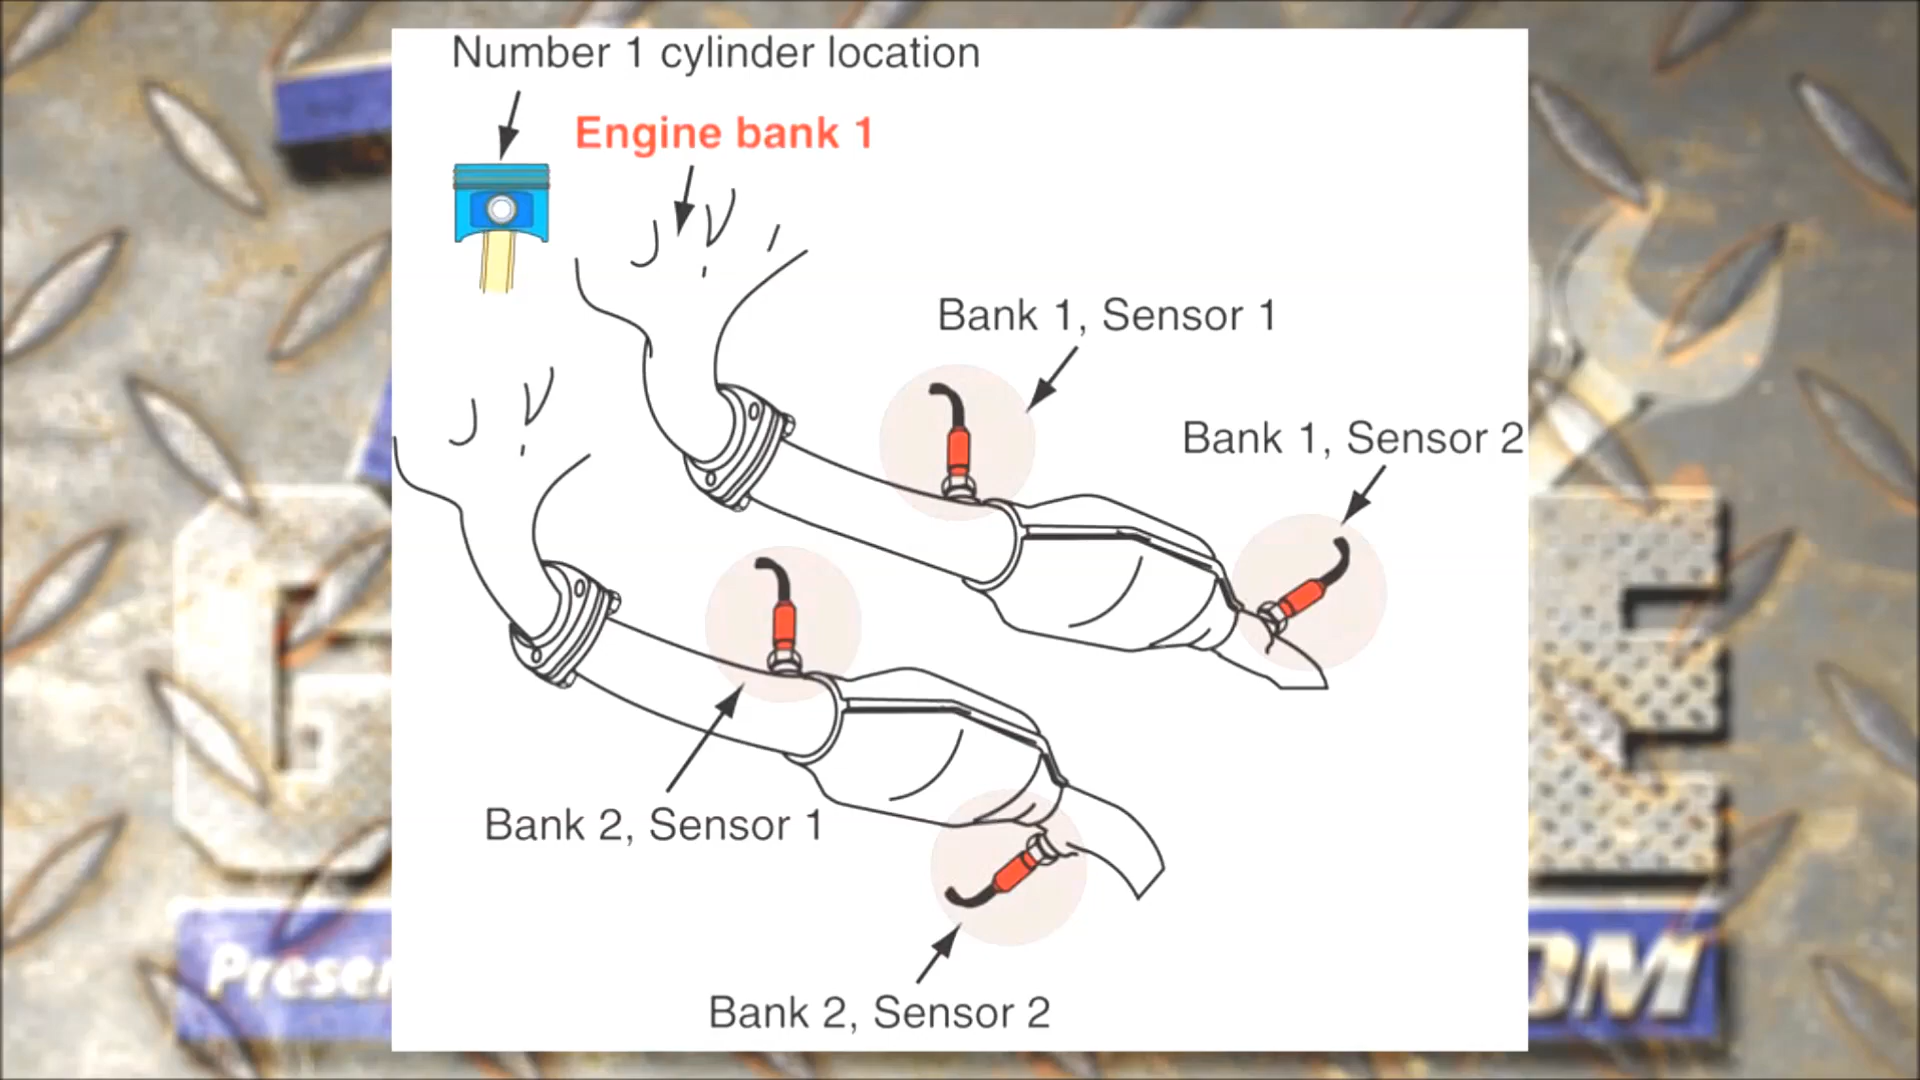 Number 1 cylinder location
Engine bank 1
Bank 1, Sensor 1
Bank 1, Sensor 2
Bank 2, Sensor 1
Bank 2, Sensor 2